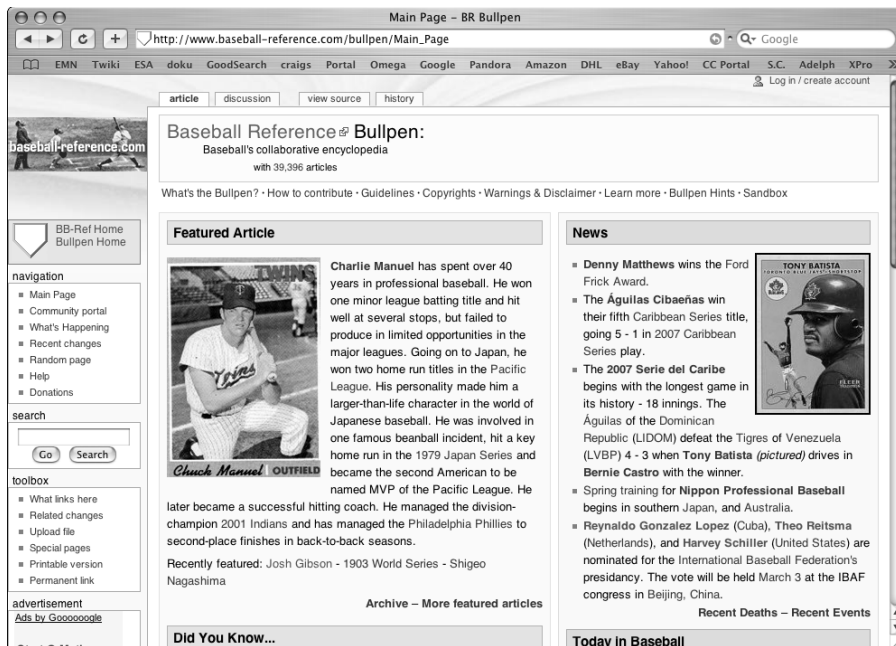 Main Page – BR Bullpen
http://www.baseball-reference.com/bullpen/Main_Page
Google
EMN Twiki ESA doku GoodSearch craigs Portal Omega Google Pandora Amazon DHL eBay Yahoo! CC Portal S.C. Adelph XPro
Log in / create account
article discussion view source history
baseball-reference.com
Baseball Reference Bullpen:
Baseball's collaborative encyclopedia
with 39,396 articles
What's the Bullpen? · How to contribute · Guidelines · Copyrights · Warnings & Disclaimer · Learn more · Bullpen Hints · Sandbox
BB-Ref Home
Bullpen Home
navigation
Main Page
Community portal
What's Happening
Recent changes
Random page
Help
Donations
search
Go Search
toolbox
What links here
Related changes
Upload file
Special pages
Printable version
Permanent link
advertisement
Ads by Goooooogle
Featured Article
TWINS
Twins
Chuck Manuel OUTFIELD
Charlie Manuel has spent over 40
years in professional baseball. He won
one minor league batting title and hit
well at several stops, but failed to
produce in limited opportunities in the
major leagues. Going on to Japan, he
won two home run titles in the Pacific
League. His personality made him a
larger-than-life character in the world of
Japanese baseball. He was involved in
one famous beanball incident, hit a key
home run in the 1979 Japan Series and
became the second American to be
named MVP of the Pacific League. He
later became a successful hitting coach. He managed the division-
champion 2001 Indians and has managed the Philadelphia Phillies to
second-place finishes in back-to-back seasons.
Recently featured: Josh Gibson - 1903 World Series - Shigeo
Nagashima
Archive – More featured articles
Did You Know...
News
Denny Matthews wins the Ford
Frick Award.
The Águilas Cibaeñas win
their fifth Caribbean Series title,
going 5 - 1 in 2007 Caribbean
Series play.
The 2007 Serie del Caribe
begins with the longest game in
its history - 18 innings. The
Águilas of the Dominican
Republic (LIDOM) defeat the Tigres of Venezuela
(LVBP) 4 - 3 when Tony Batista (pictured) drives in
Bernie Castro with the winner.
Spring training for Nippon Professional Baseball
begins in southern Japan, and Australia.
Reynaldo Gonzalez Lopez (Cuba), Theo Reitsma
(Netherlands), and Harvey Schiller (United States) are
nominated for the International Baseball Federation's
presidancy. The vote will be held March 3 at the IBAF
congress in Beijing, China.
Recent Deaths – Recent Events
TONY BATISTA
TORONTO BLUE JAYS · SHORTSTOP
FLEER
Today in Baseball